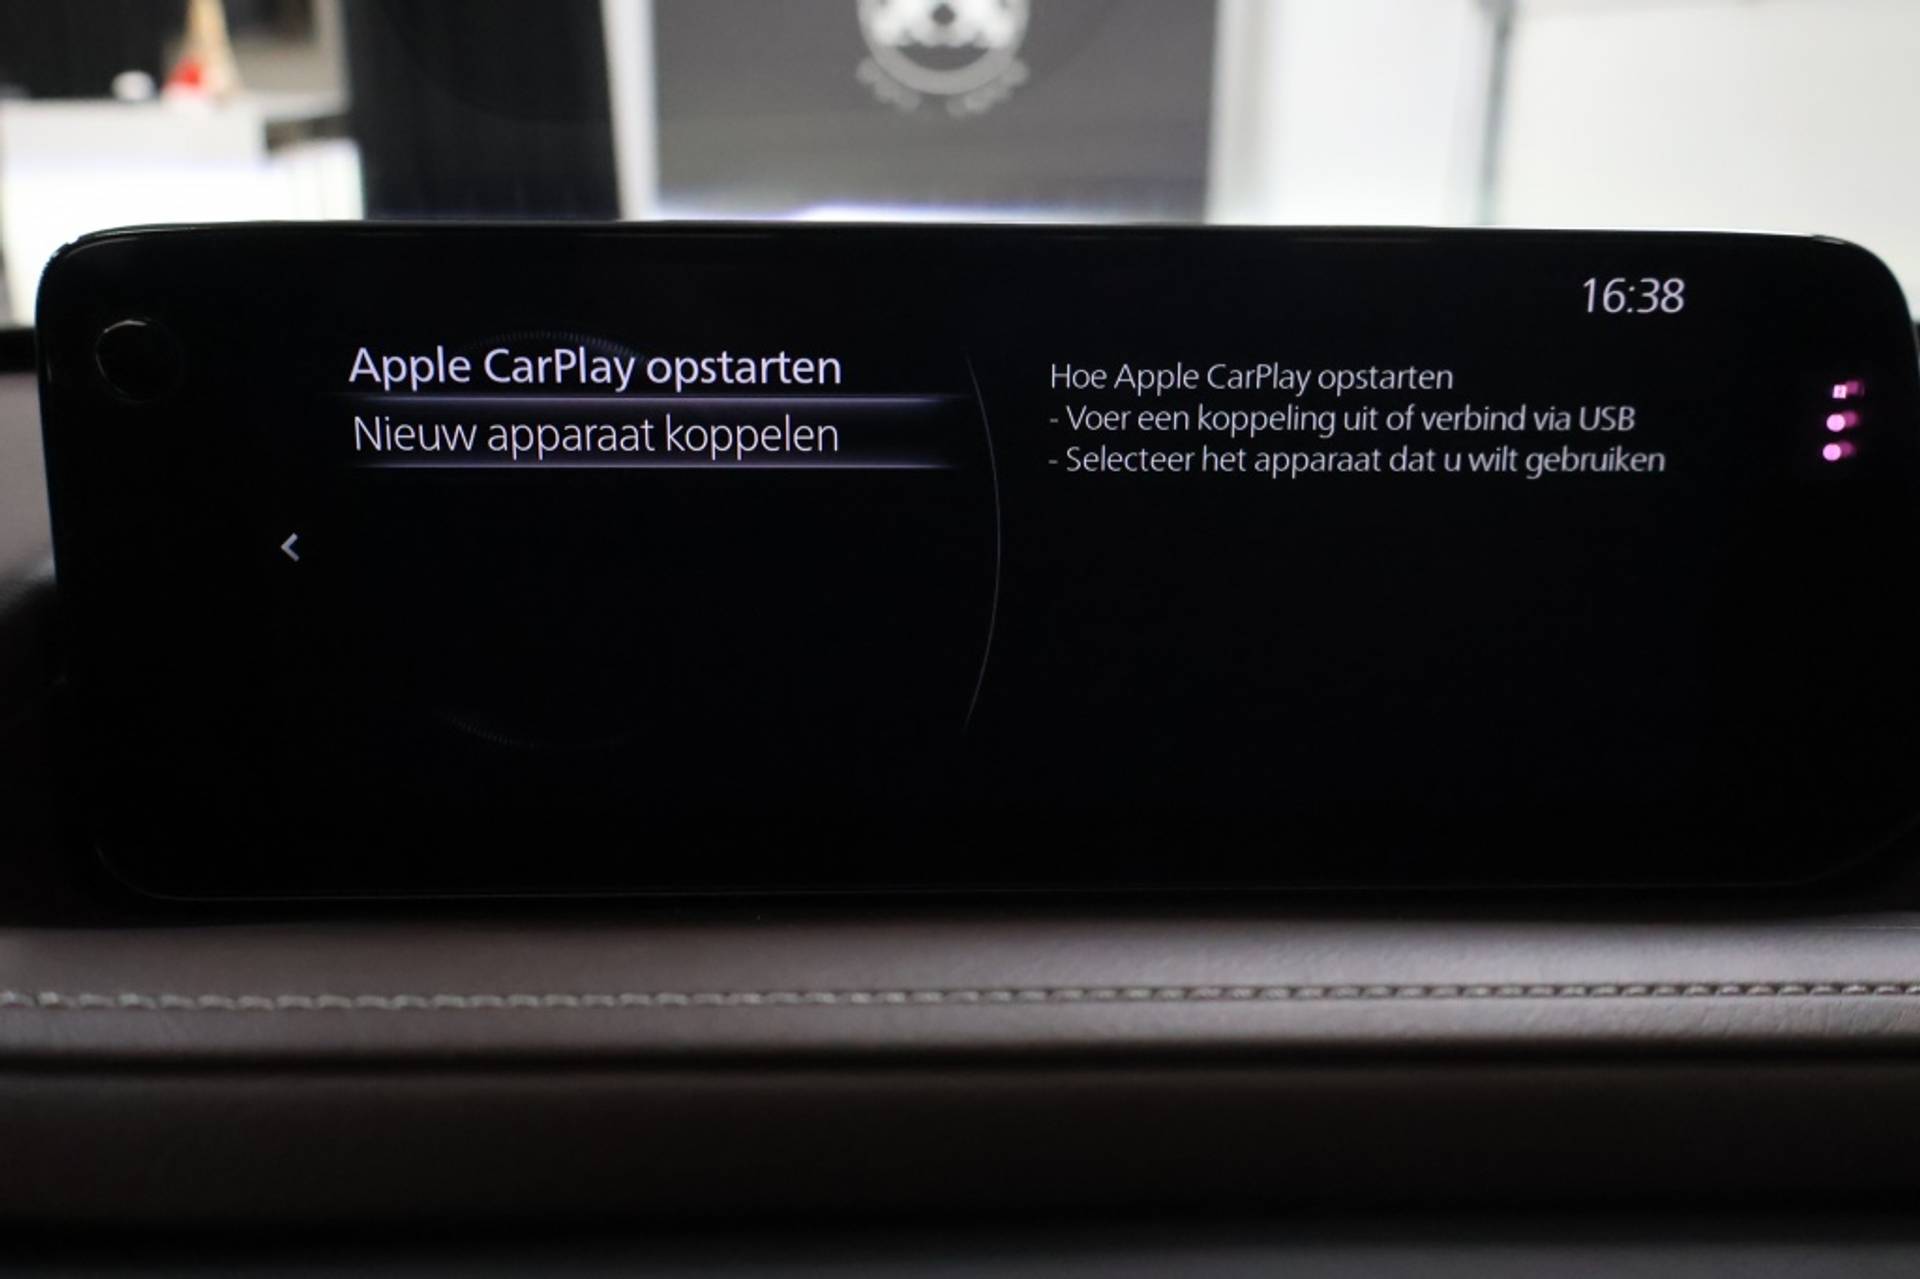 16:38
Apple CarPlay opstarten
Nieuw apparaat koppelen
Hoe Apple CarPlay opstarten
- Voer een koppeling uit of verbind via USB
- Selecteer het apparaat dat u wilt gebruiken